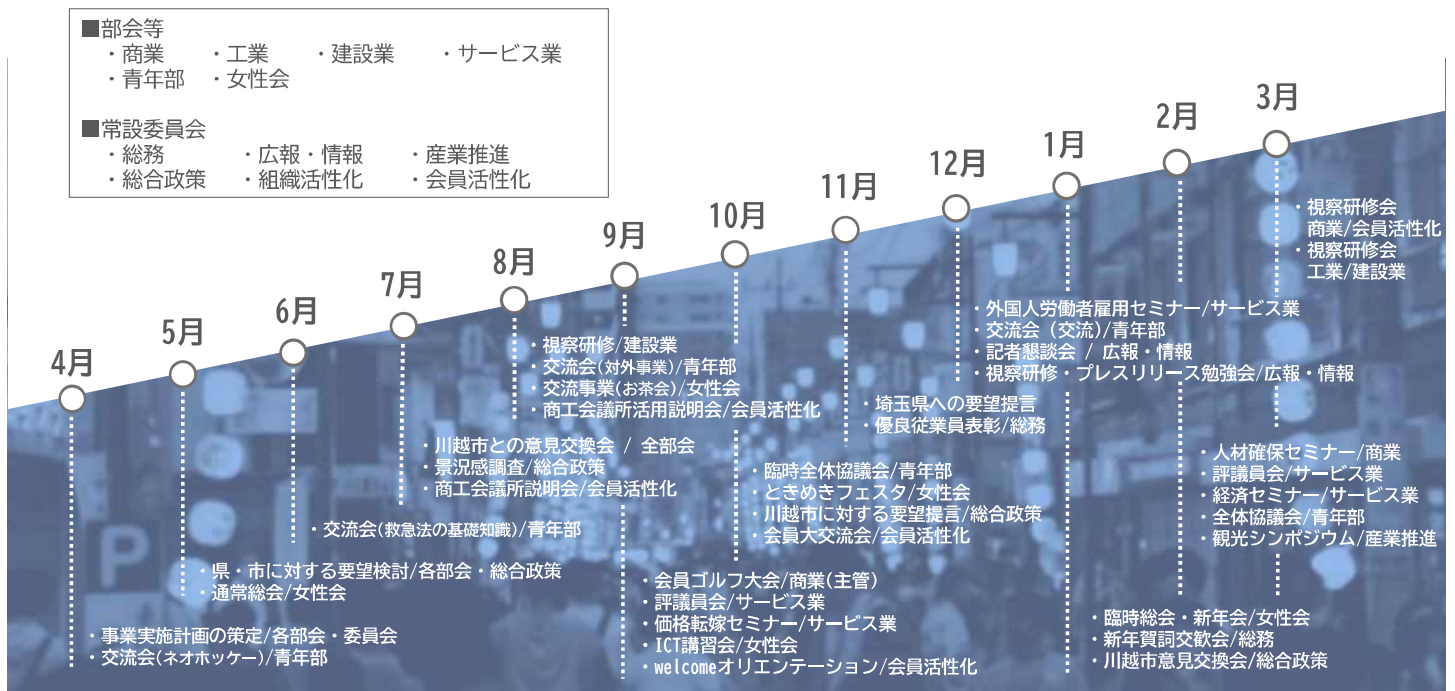 ■部会等
・商業 ・工業 ・建設業 ・サービス業
・青年部 ・女性会
■常設委員会
・総務 ・広報・情報 ・産業推進
・総合政策 ・組織活性化 ・会員活性化
4月
・事業実施計画の策定/各部会・委員会
・交流会(ネオホッケー)/青年部
5月
・県・市に対する要望検討/各部会・総合政策
・通常総会/女性会
6月
・交流会(救急法の基礎知識)/青年部
7月
・川越市との意見交換会 / 全部会
・景況感調査/総合政策
・商工会議所説明会/会員活性化
8月
・視察研修/建設業
・交流会(対外事業)/青年部
・交流事業(お茶会)/女性会
・商工会議所活用説明会/会員活性化
9月
・会員ゴルフ大会/商業(主管)
・評議員会/サービス業
・価格転嫁セミナー/サービス業
・ICT講習会/女性会
・welcomeオリエンテーション/会員活性化
10月
・臨時全体協議会/青年部
・ときめきフェスタ/女性会
・川越市に対する要望提言/総合政策
・会員大交流会/会員活性化
11月
・埼玉県への要望提言
・優良従業員表彰/総務
12月
・外国人労働者雇用セミナー/サービス業
・交流会（交流)/青年部
・記者懇談会 / 広報・情報
・視察研修・プレスリリース勉強会/広報・情報
1月
・臨時総会・新年会/女性会
・新年賀詞交歓会/総務
・川越市意見交換会/総合政策
2月
・人材確保セミナー/商業
・評議員会/サービス業
・経済セミナー/サービス業
・全体協議会/青年部
・観光シンポジウム/産業推進
3月
・視察研修会
商業/会員活性化
・視察研修会
工業/建設業
P